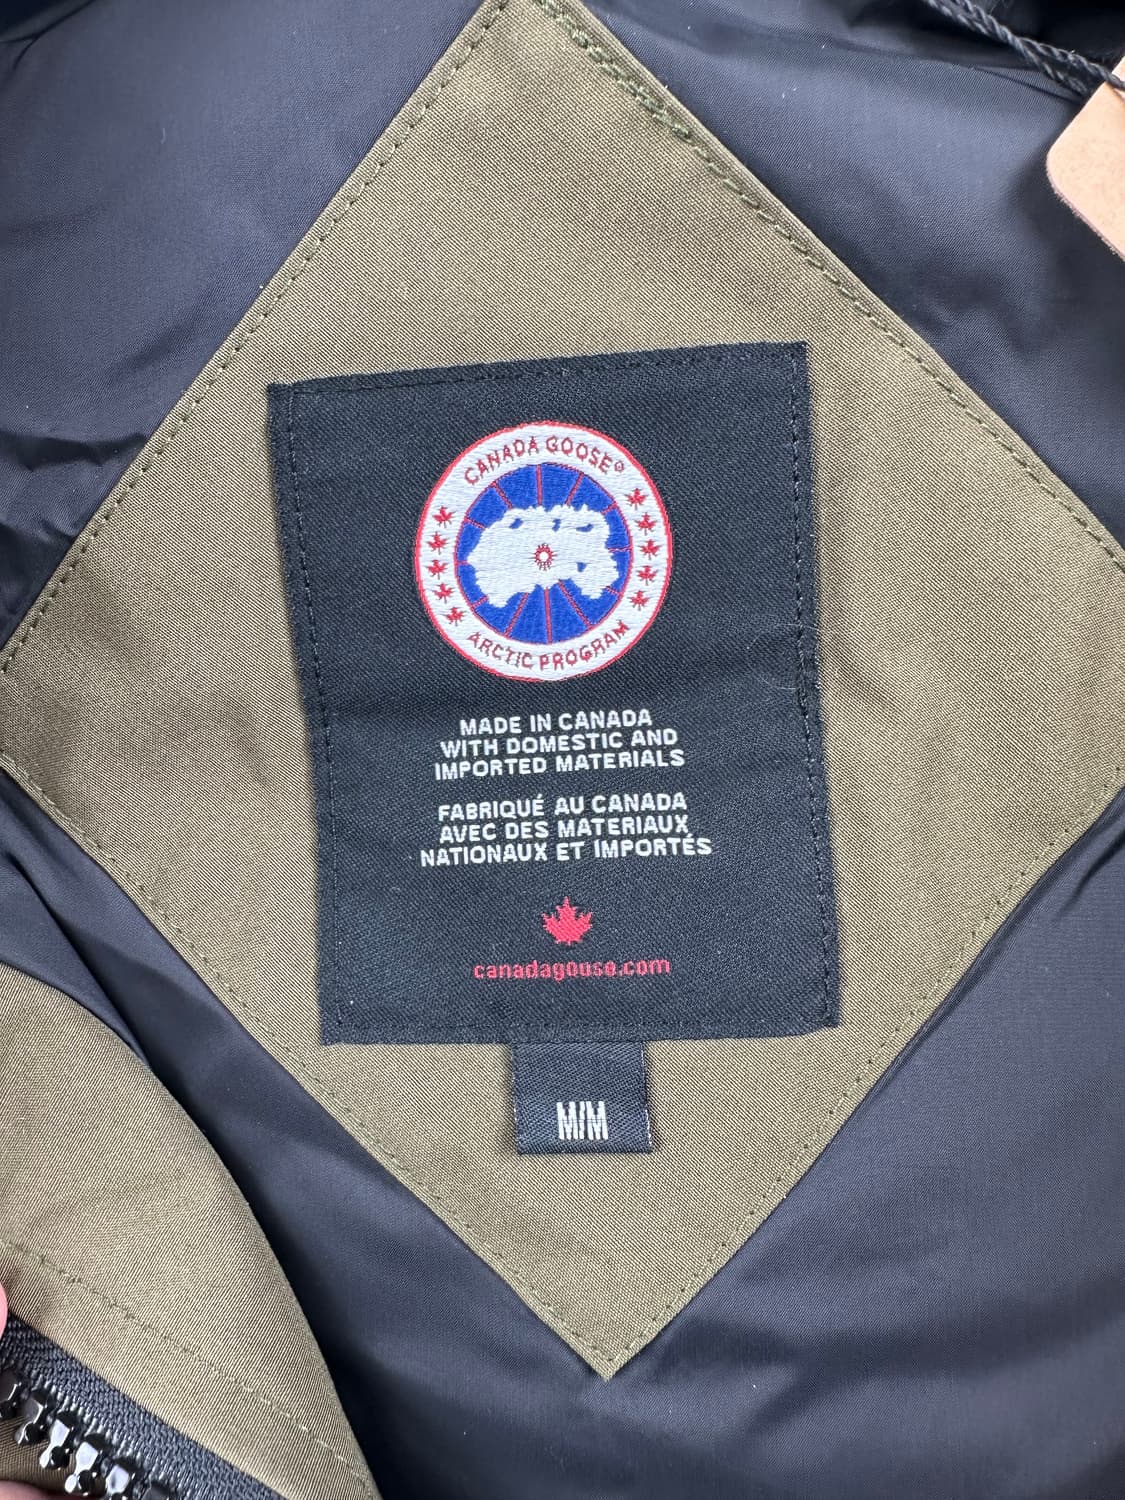 CANADA GOOSE®
ARCTIC PROGRAM
MADE IN CANADA
WITH DOMESTIC AND
IMPORTED MATERIALS
FABRIQUÉ AU CANADA
AVEC DES MATERIAUX
NATIONAUX ET IMPORTÉS
canadagouse.com
M/M